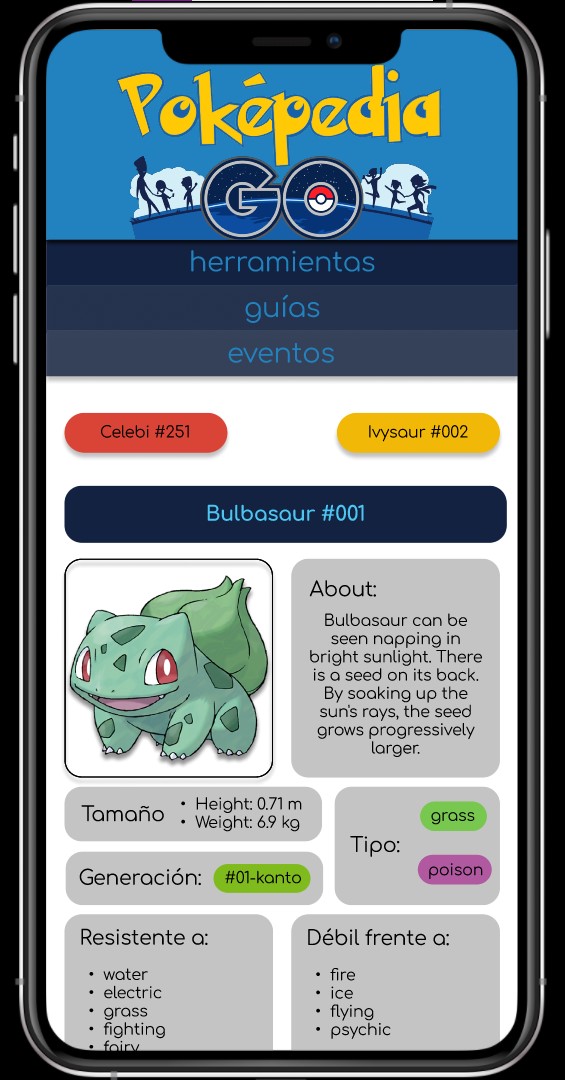 Poképedia
GO
herramientas
guías
eventos
Celebi #251
Ivysaur #002
Bulbasaur #001
About:
Bulbasaur can be
seen napping in
bright sunlight. There
is a seed on its back.
By soaking up the
sun's rays, the seed
grows progressively
larger.
Tamaño
• Height: 0.71 m
• Weight: 6.9 kg
Generación:
#01-kanto
Tipo:
grass
poison
Resistente a:
• water
• electric
• grass
• fighting
• fairy
Débil frente a:
• fire
• ice
• flying
• psychic